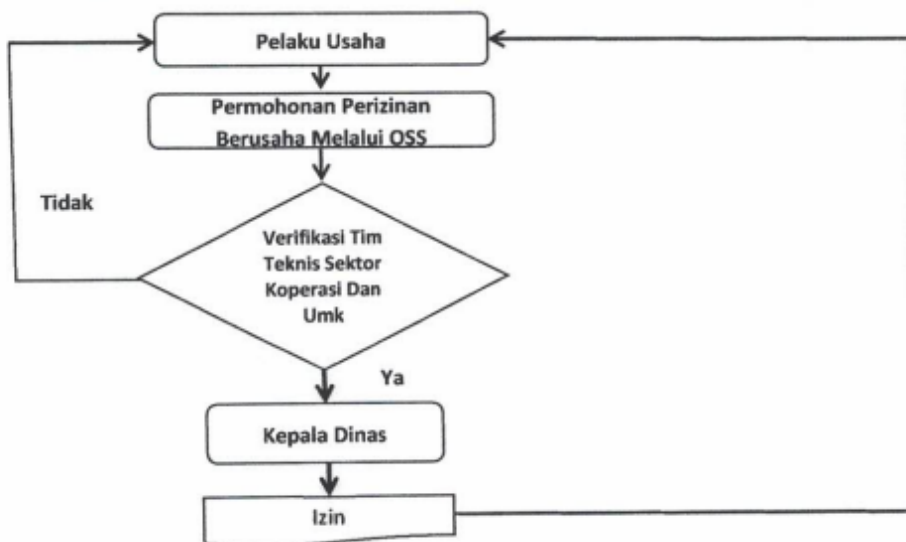 Pelaku Usaha
Permohonan Perizinan
Berusaha Melalui OSS
Tidak
Verifikasi Tim
Teknis Sektor
Koperasi Dan
Umk
Ya
Kepala Dinas
Izin